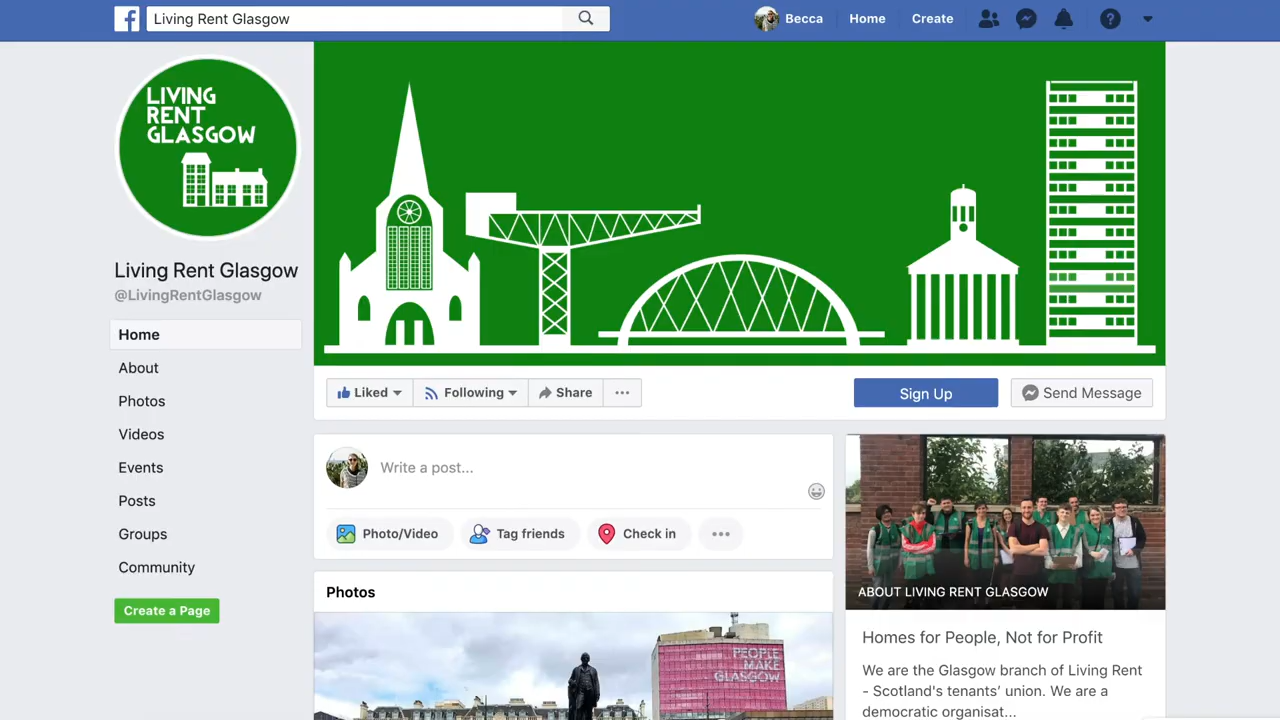 Living Rent Glasgow
Becca
Home
Create
LIVING
RENT
GLASGOW
Living Rent Glasgow
@LivingRentGlasgow
Home
About
Photos
Videos
Events
Posts
Groups
Community
Create a Page
Liked
Following
Share
Sign Up
Send Message
Write a post...
Photo/Video
Tag friends
Check in
Photos
PEOPLE
MAKE
GLASGOW
ABOUT LIVING RENT GLASGOW
Homes for People, Not for Profit
We are the Glasgow branch of Living Rent
- Scotland's tenants’ union. We are a
democratic organisat...